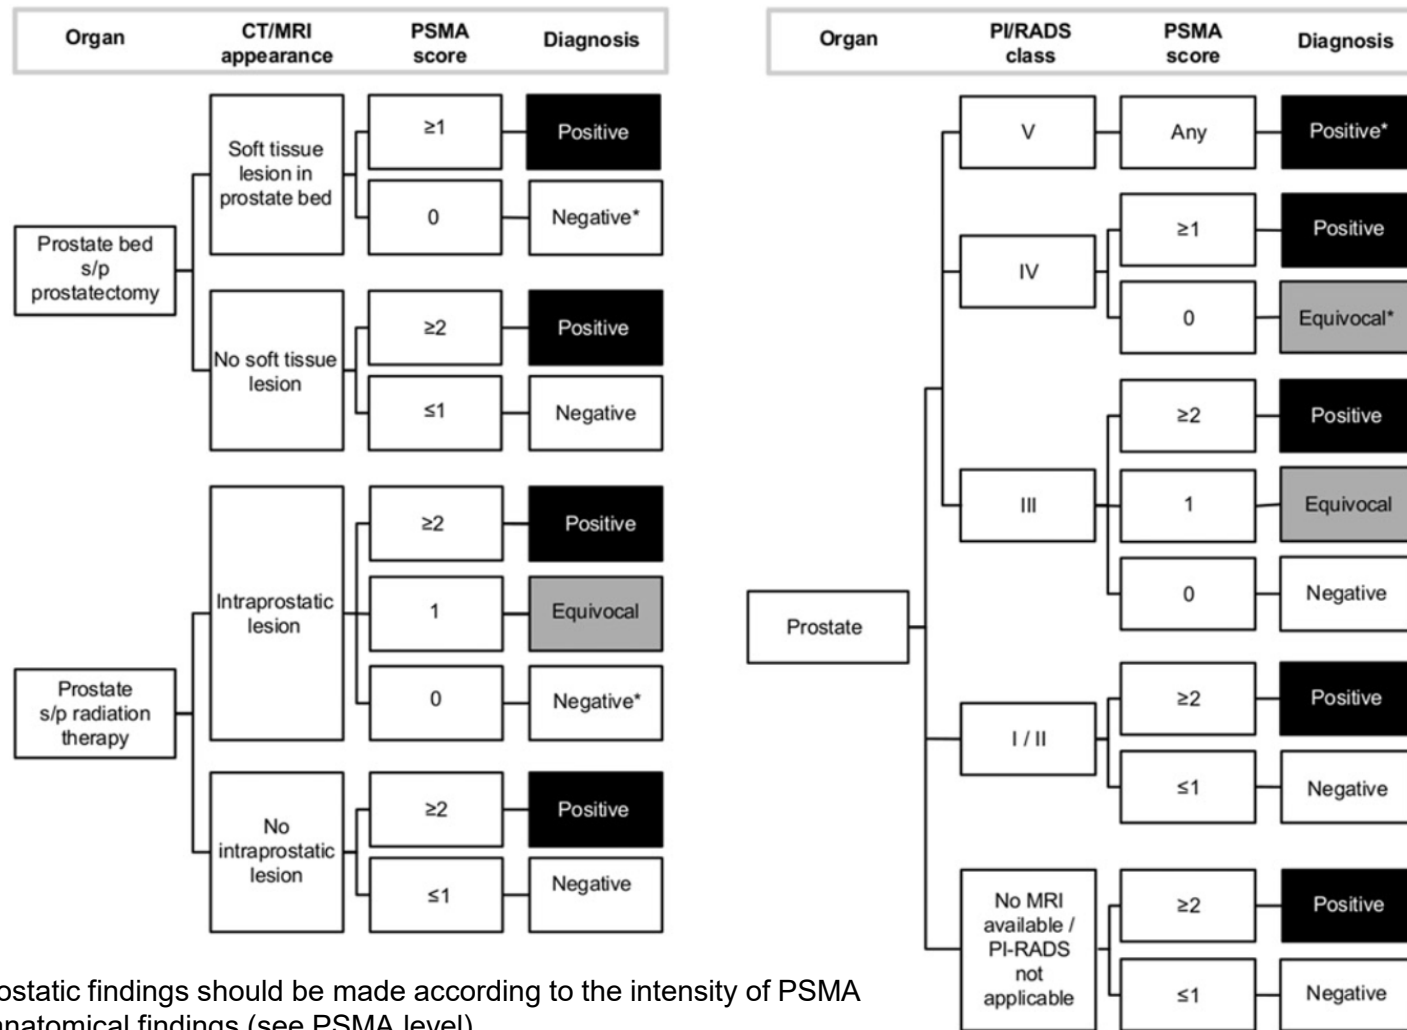 Organ
CT/MRI
appearance
PSMA
score
Diagnosis
Prostate bed
s/p
prostatectomy
Soft tissue
lesion in
prostate bed
≥1
Positive
0
Negative*
No soft tissue
lesion
≥2
Positive
≤1
Negative
Prostate
s/p radiation
therapy
Intraprostatic
lesion
≥2
Positive
1
Equivocal
0
Negative*
No
intraprostatic
lesion
≥2
Positive
≤1
Negative
Organ
PI/RADS
class
PSMA
score
Diagnosis
Prostate
V
Any
Positive*
IV
≥1
Positive
0
Equivocal*
III
≥2
Positive
1
Equivocal
0
Negative
I / II
≥2
Positive
≤1
Negative
No MRI
available /
PI-RADS
not
applicable
≥2
Positive
≤1
Negative
ostatic findings should be made according to the intensity of PSMA
anatomical findings (see PSMA level)